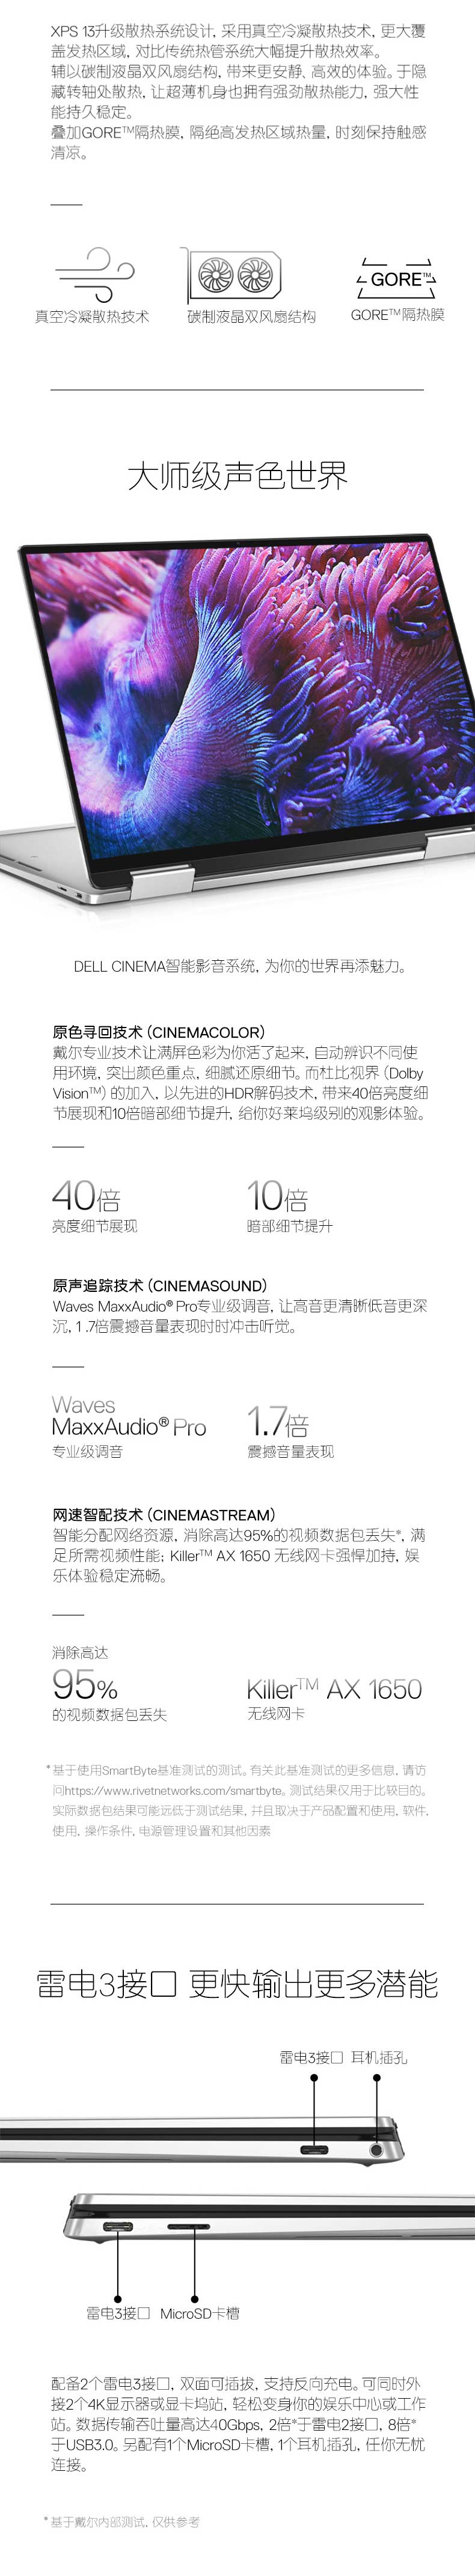 XPS 13升级散热系统设计, 采用真空冷凝散热技术, 更大覆
盖发热区域, 对比传统热管系统大幅提升散热效率。
辅以碳制液晶双风扇结构, 带来更安静、高效的体验。于隐
藏转轴处散热, 让超薄机身也拥有强劲散热能力, 强大性
能持久稳定。
叠加GORE™隔热膜, 隔绝高发热区域热量, 时刻保持触感
清凉。
GORE™
真空冷凝散热技术
碳制液晶双风扇结构
GORE™隔热膜
大师级声色世界
DELL CINEMA智能影音系统, 为你的世界再添魅力。
原色寻回技术 (CINEMACOLOR)
戴尔专业技术让满屏色彩为你活了起来, 自动辨识不同使
用环境, 突出颜色重点, 细腻还原细节。而杜比视界 (Dolby
Vision™) 的加入, 以先进的HDR解码技术, 带来40倍亮度细
节展现和10倍暗部细节提升, 给你好莱坞级别的观影体验。
40倍
亮度细节展现
10倍
暗部细节提升
原声追踪技术 (CINEMASOUND)
Waves MaxxAudio® Pro专业级调音, 让高音更清晰低音更深
沉, 1 .7倍震撼音量表现时时冲击听觉。
Waves
MaxxAudio® Pro
专业级调音
1.7倍
震撼音量表现
网速智配技术 (CINEMASTREAM)
智能分配网络资源, 消除高达95%的视频数据包丢失*, 满
足所需视频性能; Killer™ AX 1650 无线网卡强悍加持, 娱
乐体验稳定流畅。
消除高达
95%
的视频数据包丢失
Killer™ AX 1650
无线网卡
*基于使用SmartByte基准测试的测试。有关此基准测试的更多信息, 请访
问https://www.rivetnetworks.com/smartbyte。测试结果仅用于比较目的。
实际数据包结果可能远低于测试结果, 并且取决于产品配置和使用, 软件,
使用, 操作条件, 电源管理设置和其他因素
雷电3接口 更快输出更多潜能
雷电3接口 耳机插孔
雷电3接口 MicroSD卡槽
配备2个雷电3接口, 双面可插拔, 支持反向充电。可同时外
接2个4K显示器或显卡坞站, 轻松变身你的娱乐中心或工作
站。数据传输吞吐量高达40Gbps, 2倍*于雷电2接口, 8倍*
于USB3.0。另配有1个MicroSD卡槽, 1个耳机插孔, 任你无忧
连接。
*基于戴尔内部测试, 仅供参考